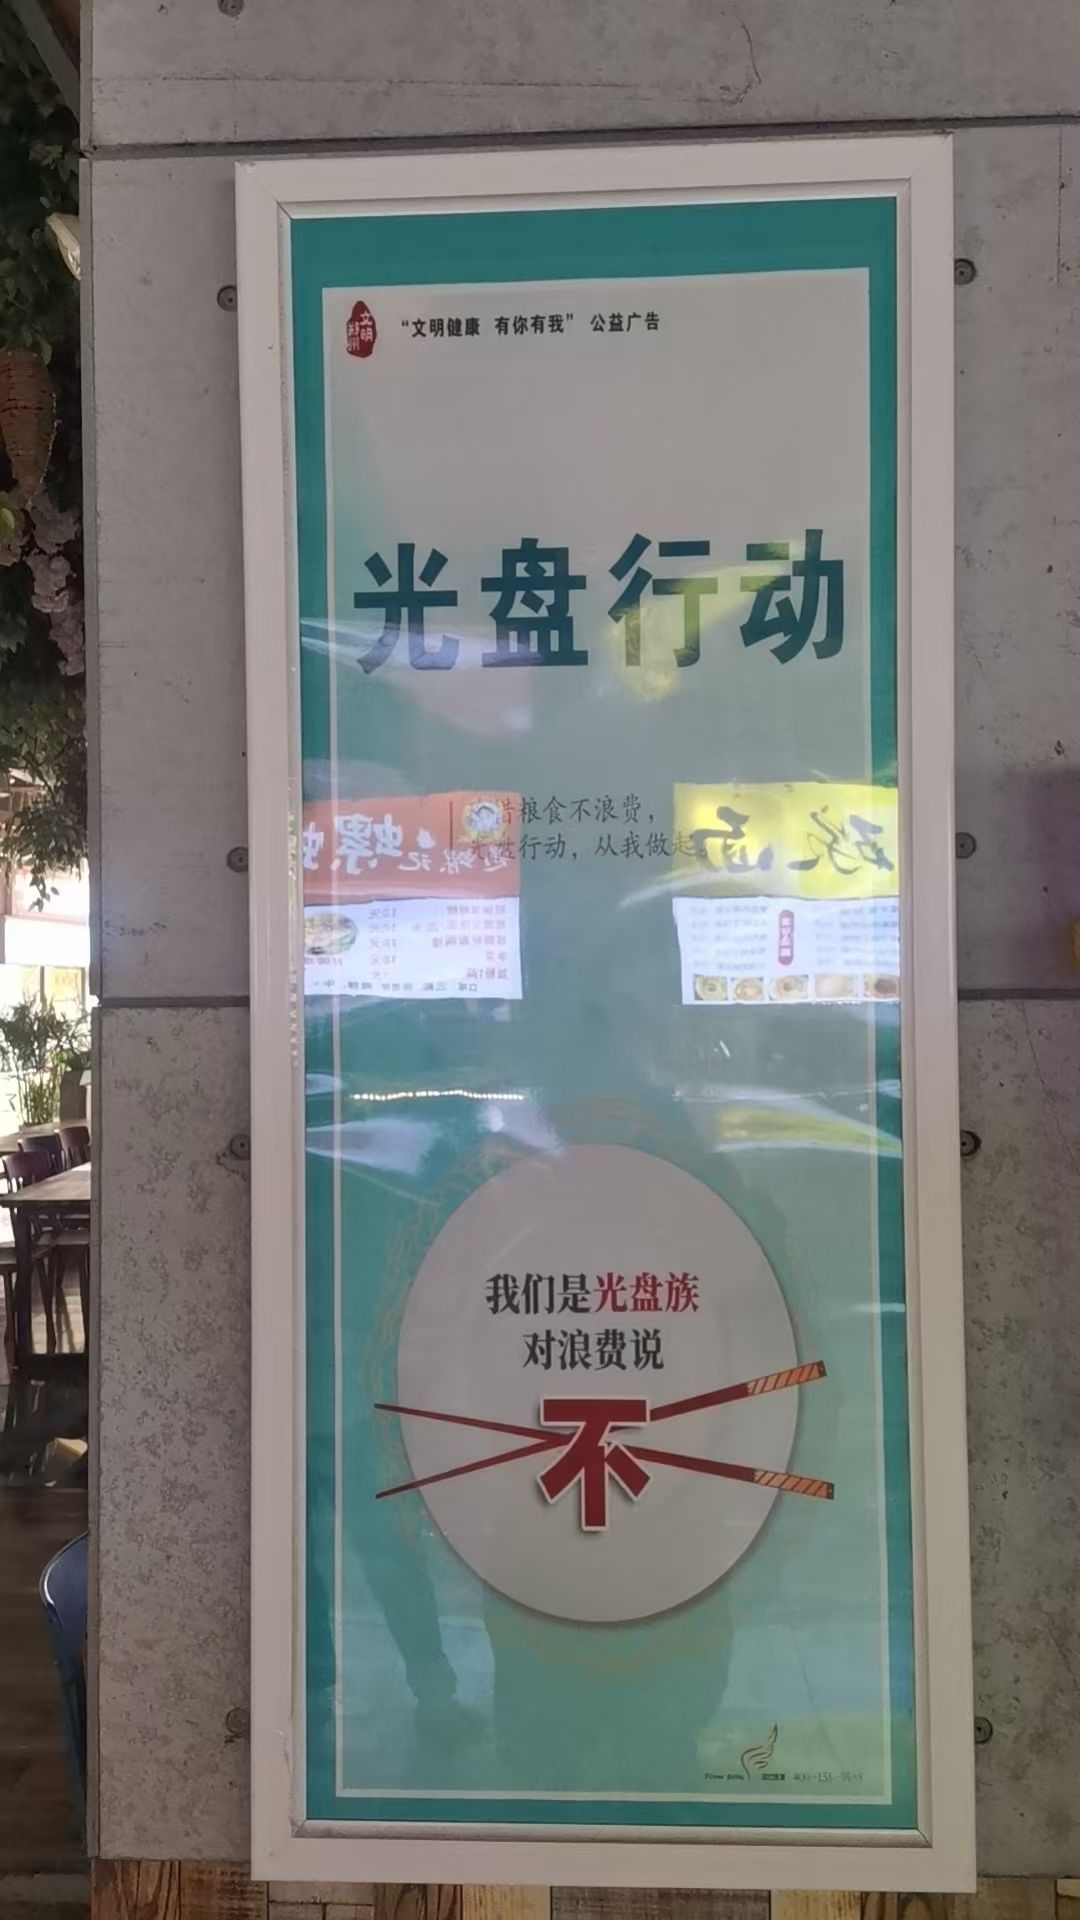 文明
郑州
“文明健康 有你有我” 公益广告
光盘行动
惜粮食不浪费,
光盘行动, 从我做起。
我们是光盘族
对浪费说
不